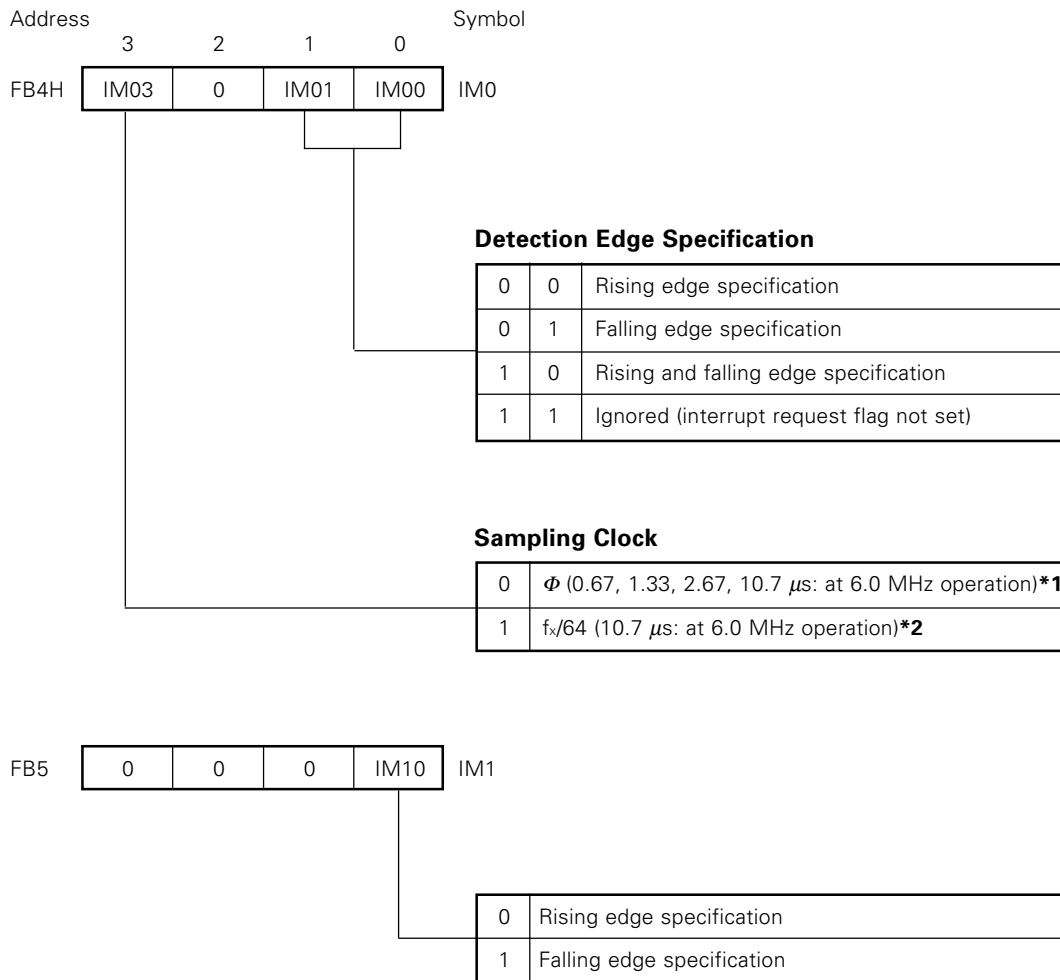 Address Symbol
3 2 1 0
FB4H IM03 0 IM01 IM00 IM0
Detection Edge Specification
0 0 Rising edge specification
0 1 Falling edge specification
1 0 Rising and falling edge specification
1 1 Ignored (interrupt request flag not set)
Sampling Clock
0 Φ (0.67, 1.33, 2.67, 10.7 μs: at 6.0 MHz operation)*1
1 fx/64 (10.7 μs: at 6.0 MHz operation)*2
FB5 0 0 0 IM10 IM1
0 Rising edge specification
1 Falling edge specification